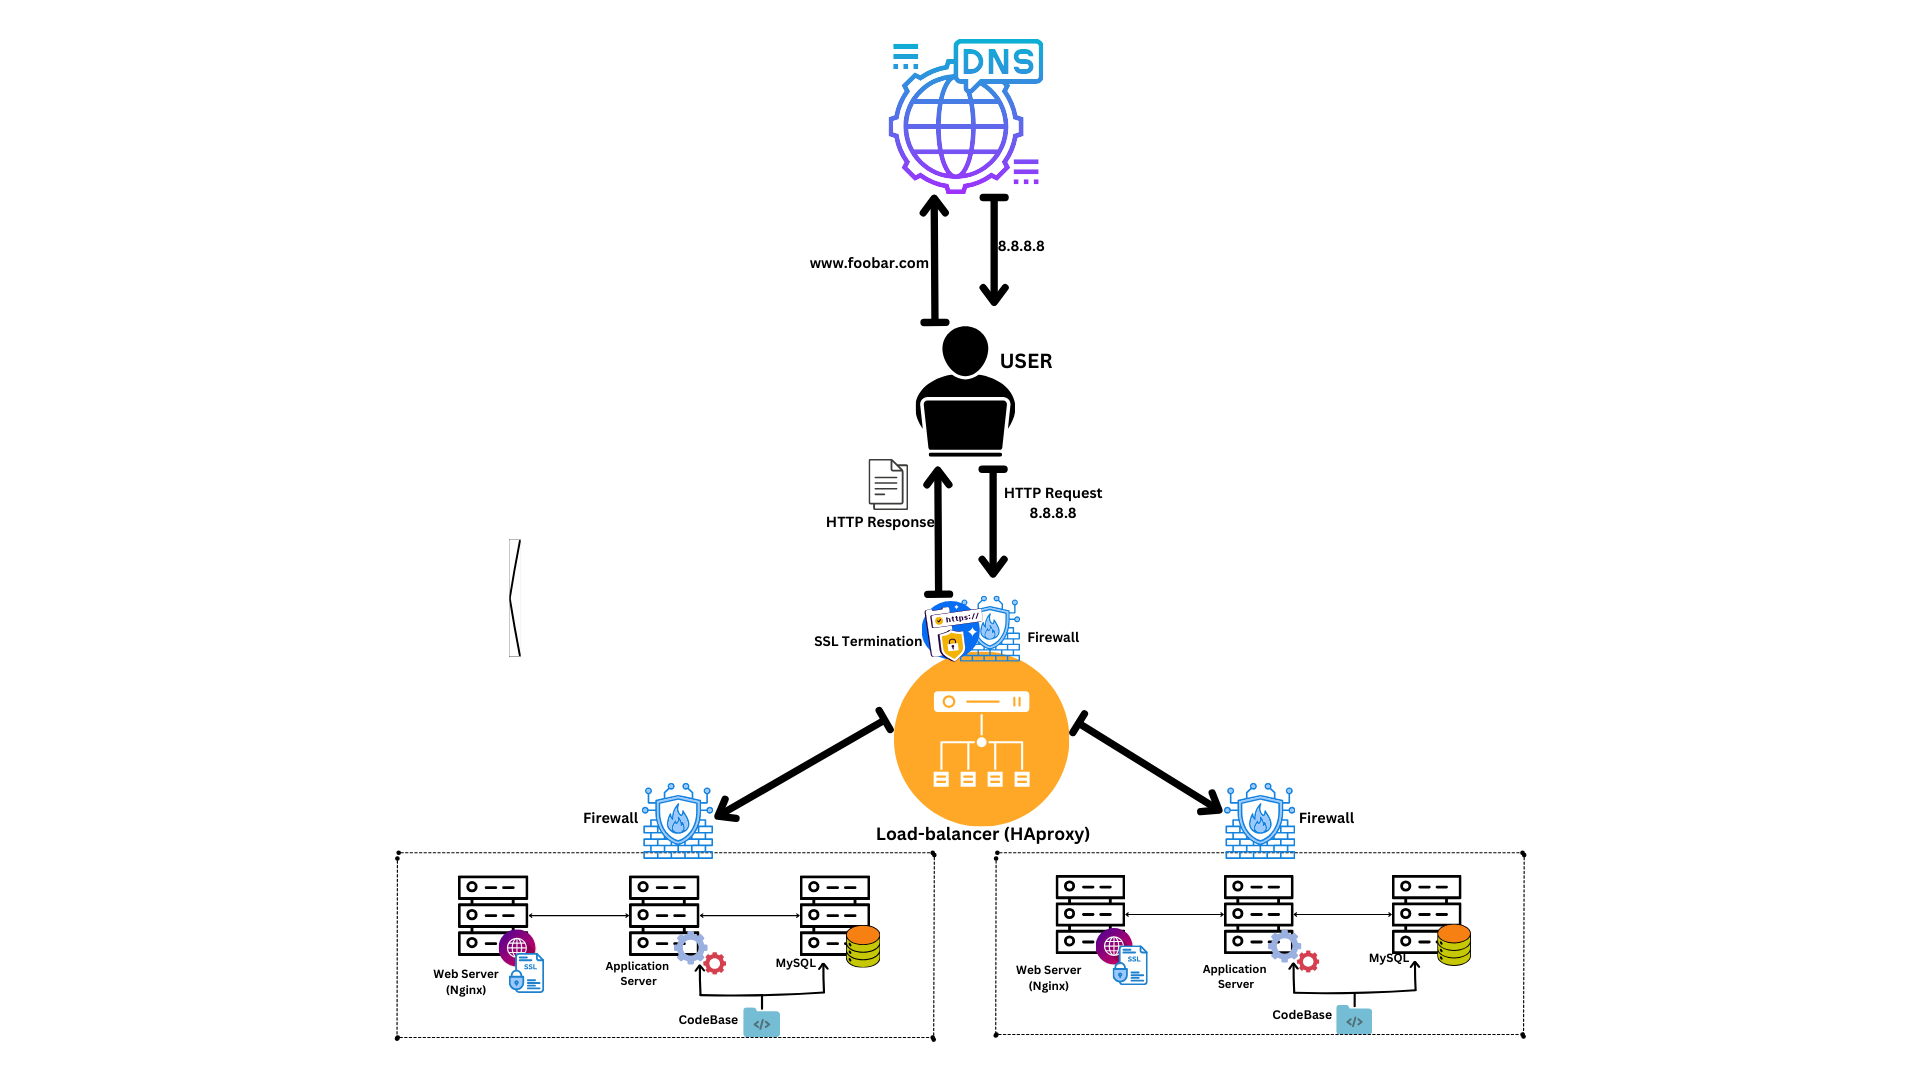 DNS
www.foobar.com
8.8.8.8
USER
HTTP Request
8.8.8.8
HTTP Response
https://
SSL Termination
Firewall
Load-balancer (HAproxy)
Firewall
Firewall
SSL
Web Server
(Nginx)
Application
Server
MySQL
CodeBase
</>
SSL
Web Server
(Nginx)
Application
Server
MySQL
CodeBase
</>